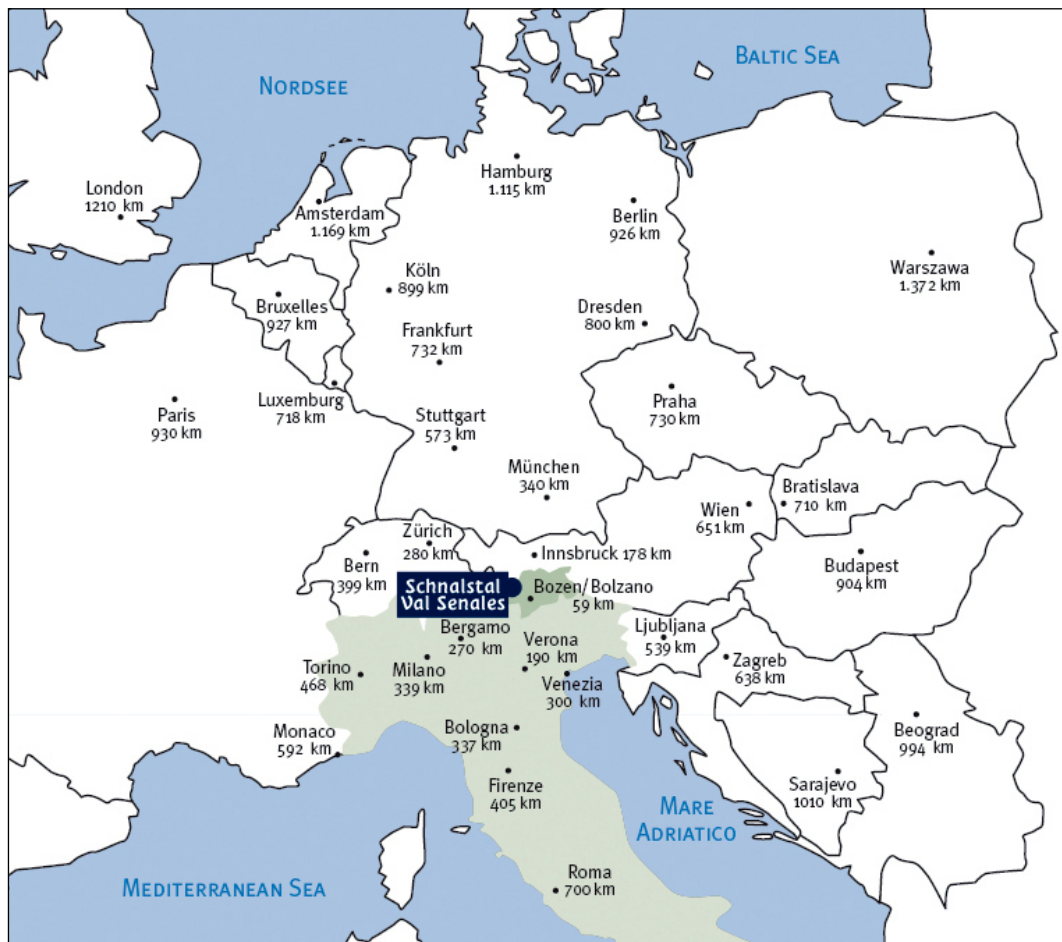 NORDSEE
BALTIC SEA
Hamburg
1.115 km
London
1210 km
Amsterdam
1.169 km
Berlin
926 km
Warszawa
1.372 km
Köln
899 km
Bruxelles
927 km
Dresden
800 km
Frankfurt
732 km
Luxemburg
718 km
Paris
930 km
Praha
730 km
Stuttgart
573 km
München
340 km
Wien
651 km
Bratislava
710 km
Zürich
280 km
Bern
399 km
Innsbruck 178 km
Budapest
904 km
Schnalstal
Val Senales
Bozen/Bolzano
59 km
Bergamo
270 km
Verona
190 km
Ljubljana
539 km
Zagreb
638 km
Torino
468 km
Milano
339 km
Venezia
300 km
Monaco
592 km
Bologna
337 km
Beograd
994 km
Firenze
405 km
Sarajevo
1010 km
MARE
ADRIATICO
Roma
700 km
MEDITERRANEAN SEA